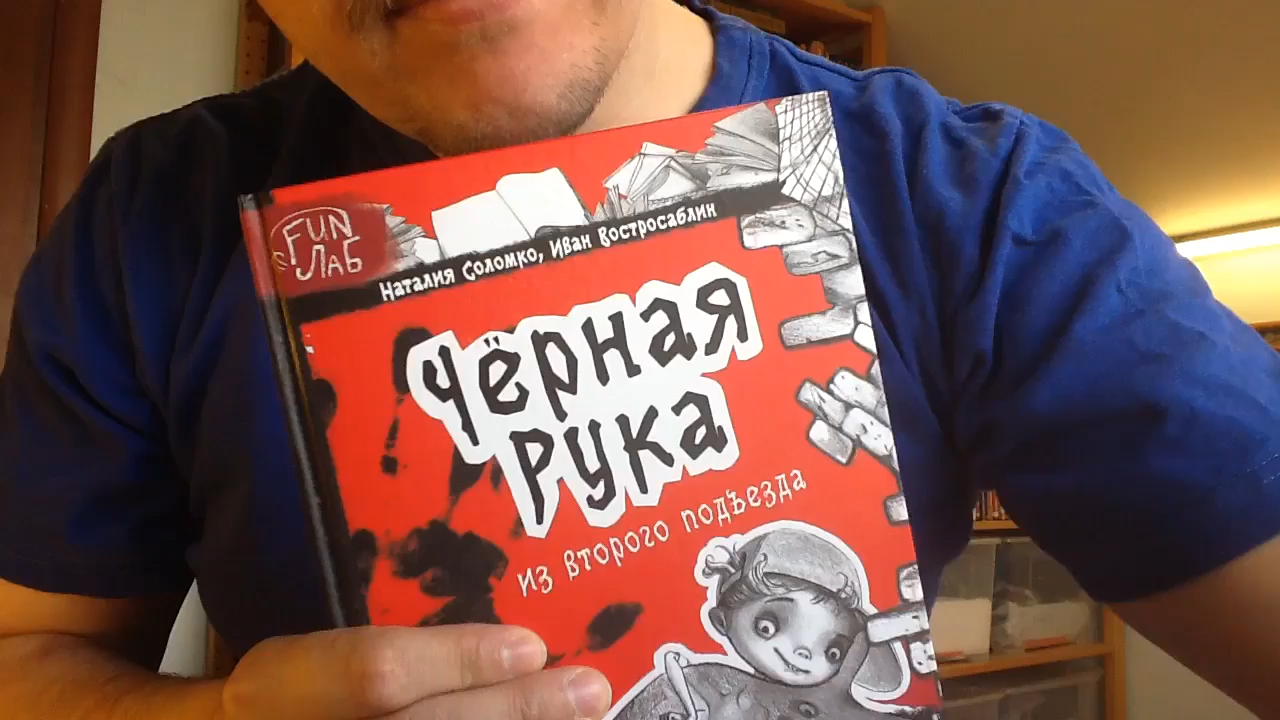 FUN
ЛАБ
Наталия Соломко, Иван Востросаблин
Чёрная
рука
из второго подъезда